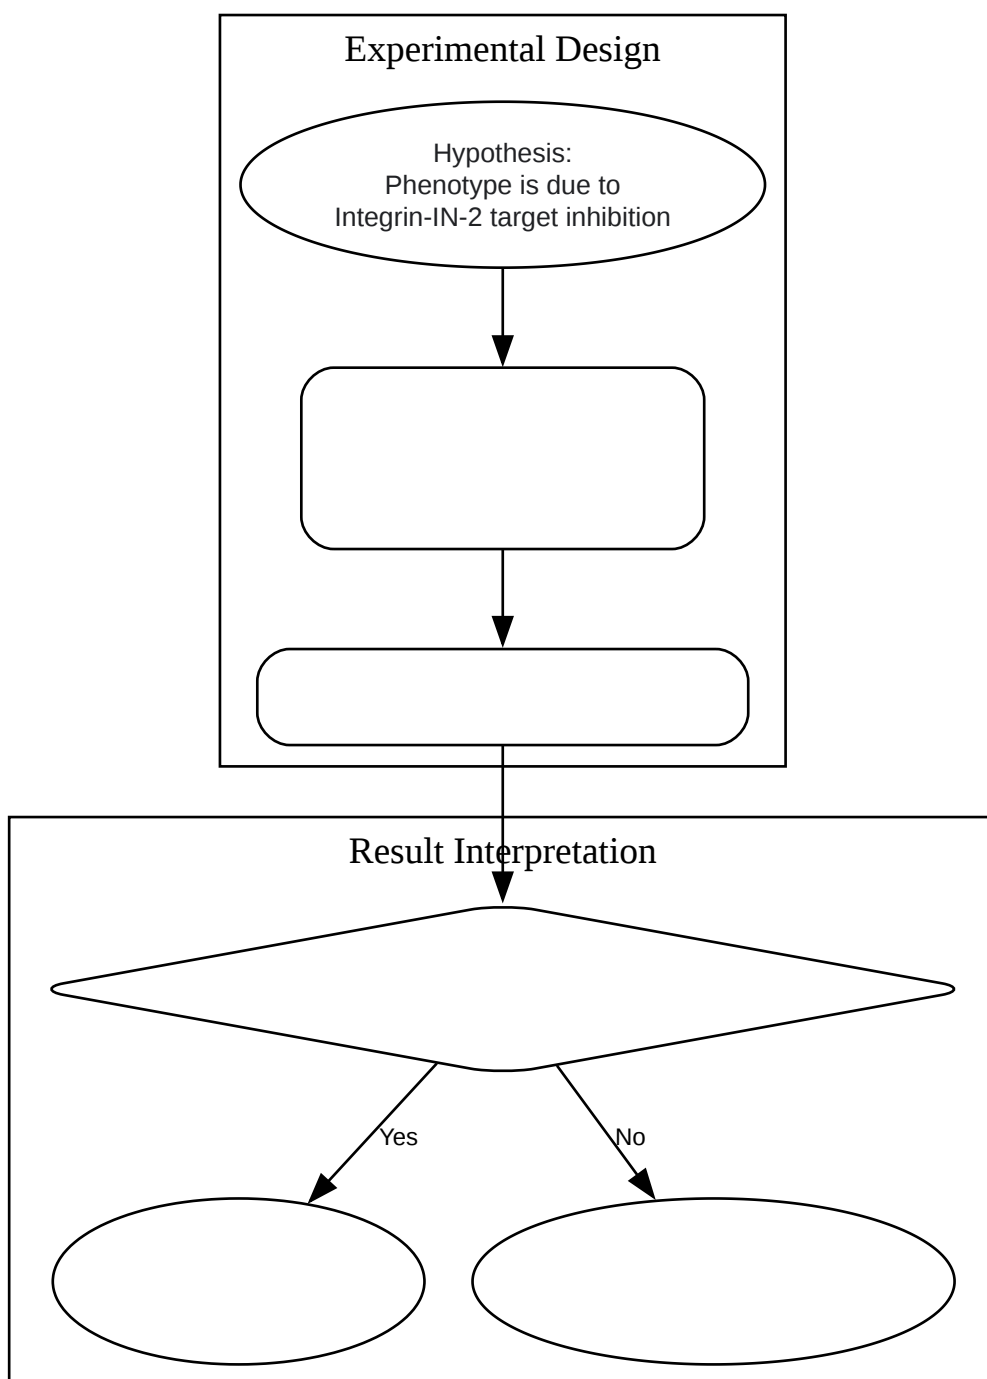 Experimental Design
Hypothesis:
Phenotype is due to
Integrin-IN-2 target inhibition
Result Interpretation
Yes
No